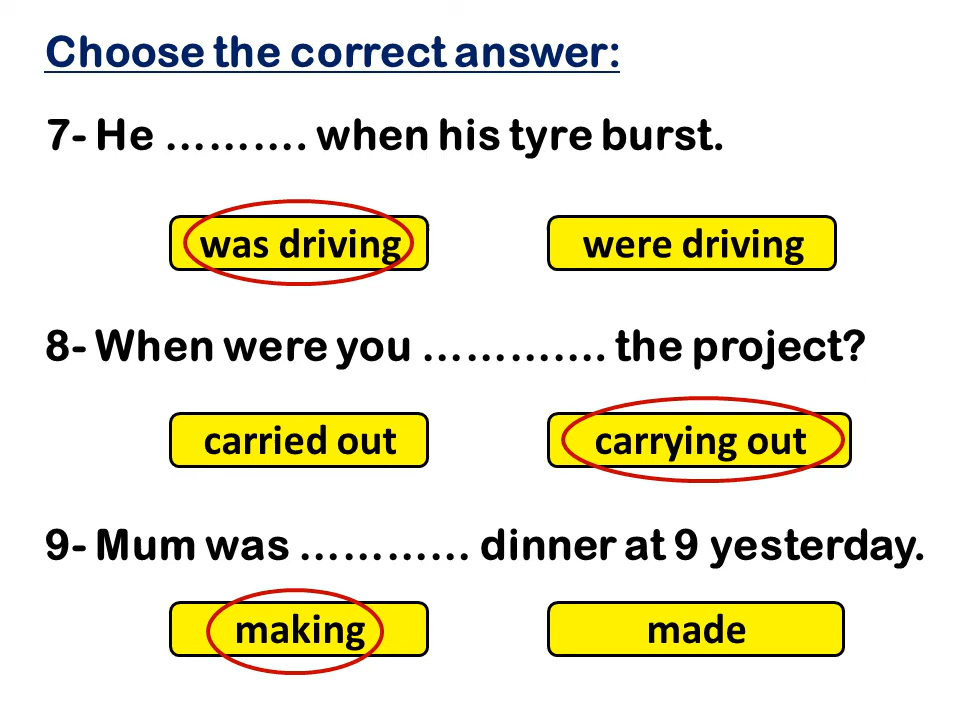 Choose the correct answer:
7- He ………. when his tyre burst.
was driving were driving
8- When were you …………. the project?
carried out carrying out
9- Mum was ………… dinner at 9 yesterday.
making made